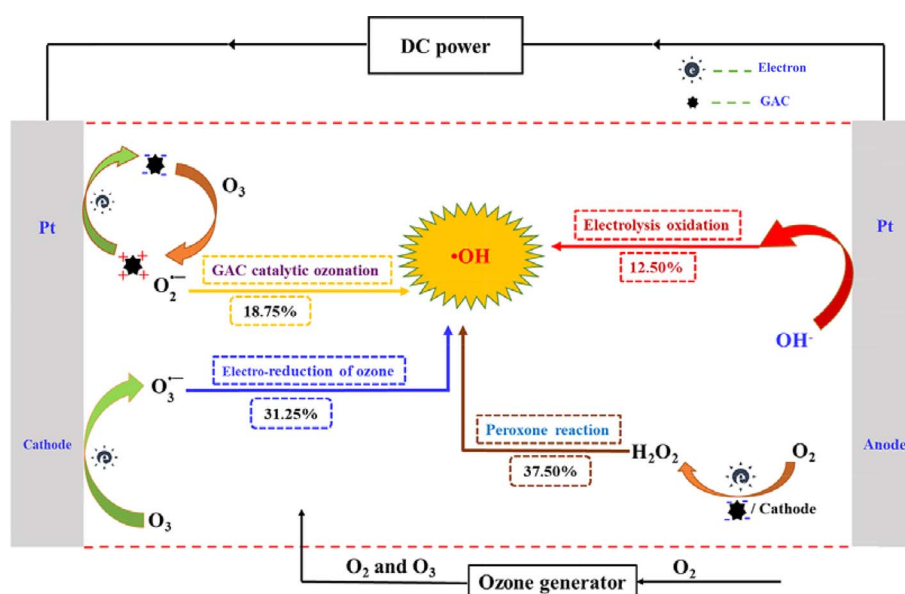 DC power
e Electron
GAC
Pt
Pt
e
O₃
O₂•−
GAC catalytic ozonation
18.75%
•OH
Electrolysis oxidation
12.50%
OH⁻
O₃•−
Electro-reduction of ozone
31.25%
Peroxone reaction
37.50%
H₂O₂
O₂
Cathode
Anode
e
e
/ Cathode
O₃
O₂ and O₃
Ozone generator
O₂